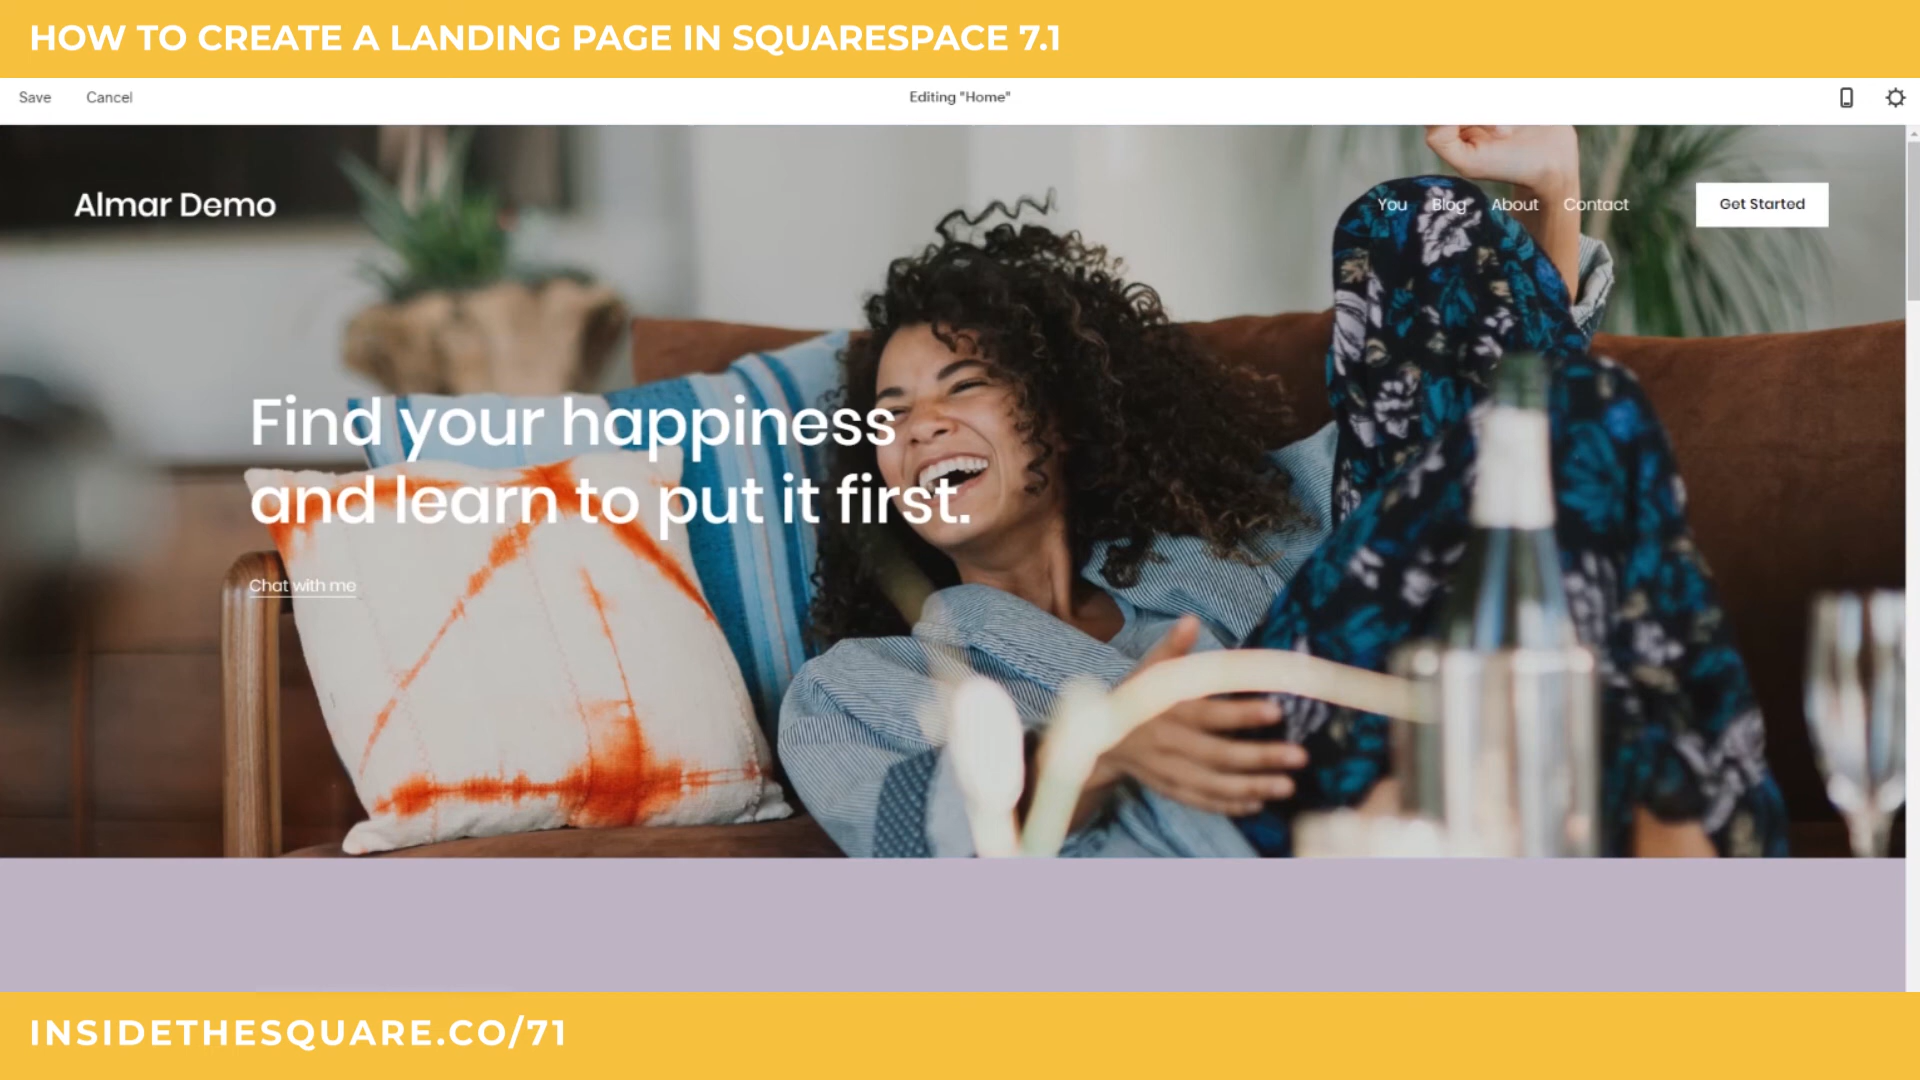 HOW TO CREATE A LANDING PAGE IN SQUARESPACE 7.1
Save Cancel Editing "Home"
Almar Demo You Blog About Contact Get Started
Find your happiness
and learn to put it first.
Chat with me
INSIDETHESQUARE.CO/71